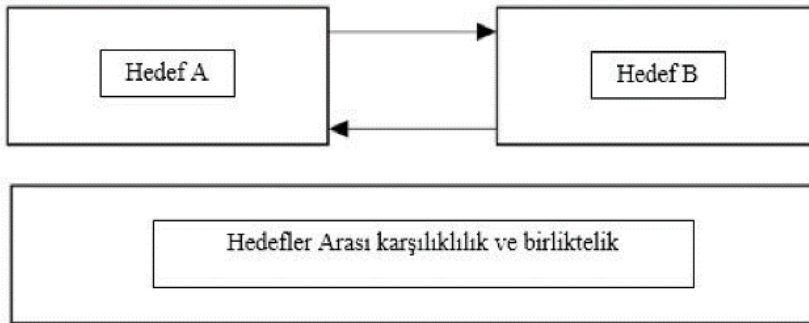 Hedef A
Hedef B
Hedefler Arası karşılıklılık ve birliktelik